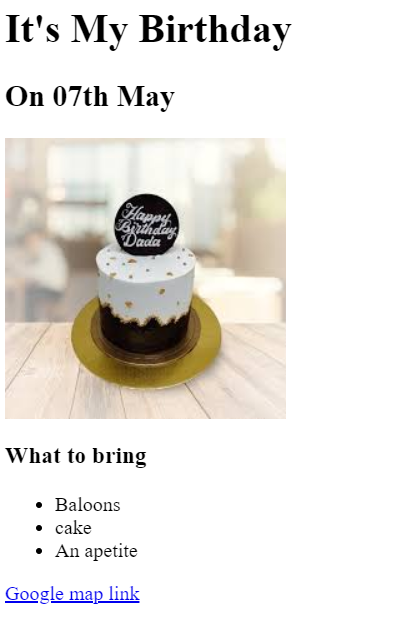 It's My Birthday
On 07th May
Happy
Birthday
Dada
What to bring
Baloons
cake
An apetite
Google map link